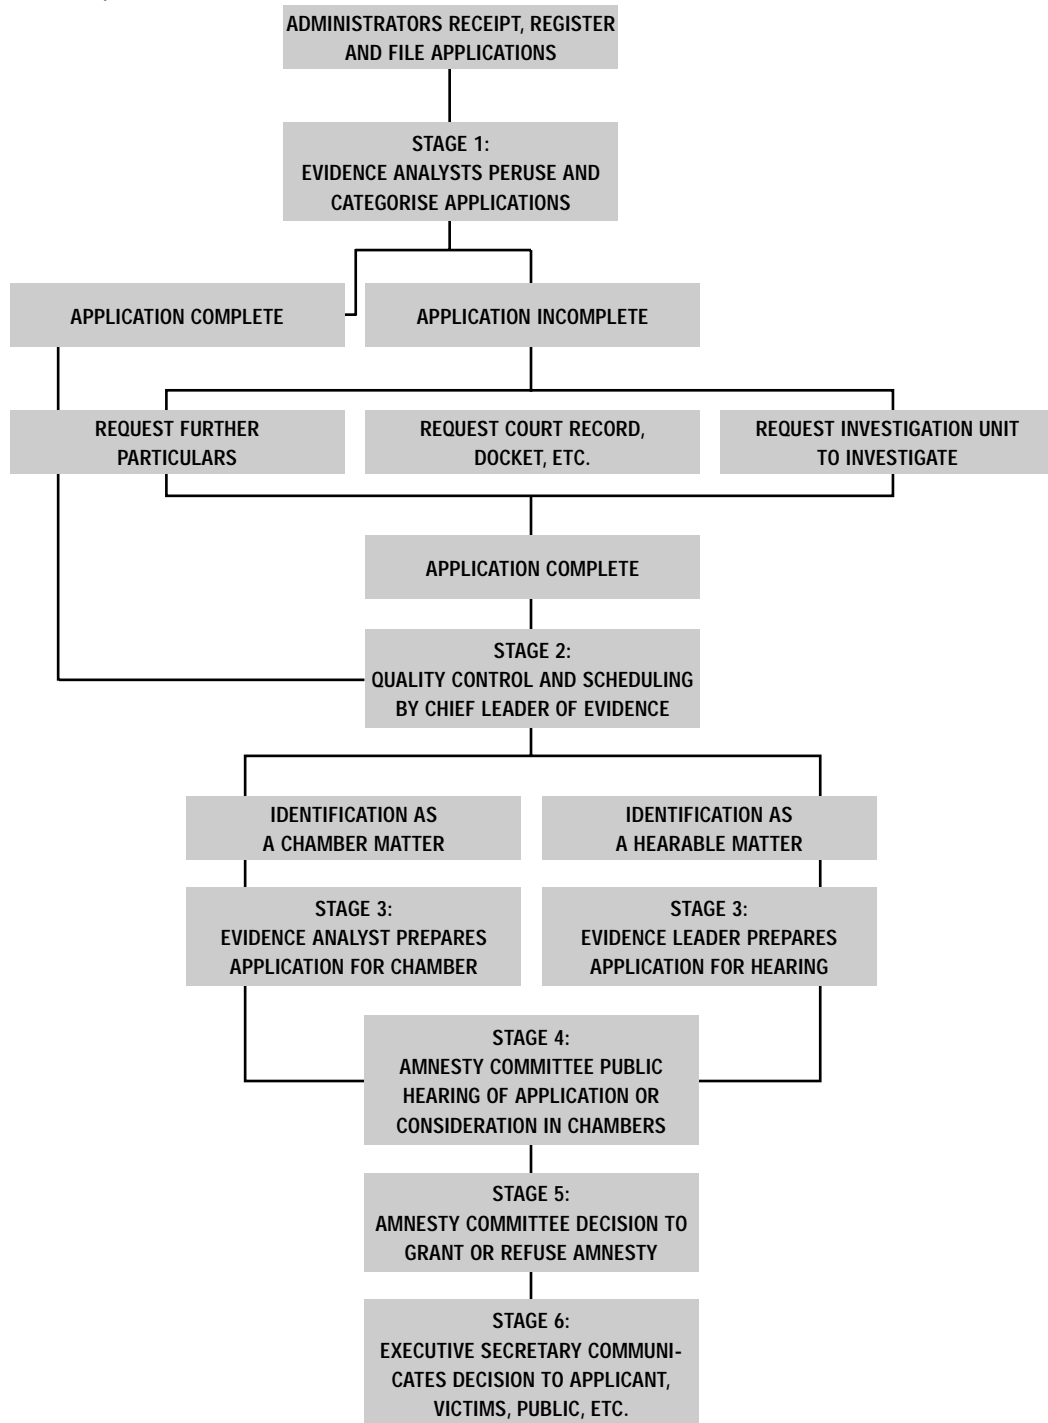 ADMINISTRATORS RECEIPT, REGISTER
AND FILE APPLICATIONS
STAGE 1:
EVIDENCE ANALYSTS PERUSE AND
CATEGORISE APPLICATIONS
APPLICATION COMPLETE
APPLICATION INCOMPLETE
REQUEST FURTHER
PARTICULARS
REQUEST COURT RECORD,
DOCKET, ETC.
REQUEST INVESTIGATION UNIT
TO INVESTIGATE
APPLICATION COMPLETE
STAGE 2:
QUALITY CONTROL AND SCHEDULING
BY CHIEF LEADER OF EVIDENCE
IDENTIFICATION AS
A CHAMBER MATTER
IDENTIFICATION AS
A HEARABLE MATTER
STAGE 3:
EVIDENCE ANALYST PREPARES
APPLICATION FOR CHAMBER
STAGE 3:
EVIDENCE LEADER PREPARES
APPLICATION FOR HEARING
STAGE 4:
AMNESTY COMMITTEE PUBLIC
HEARING OF APPLICATION OR
CONSIDERATION IN CHAMBERS
STAGE 5:
AMNESTY COMMITTEE DECISION TO
GRANT OR REFUSE AMNESTY
STAGE 6:
EXECUTIVE SECRETARY COMMUNI-
CATES DECISION TO APPLICANT,
VICTIMS, PUBLIC, ETC.